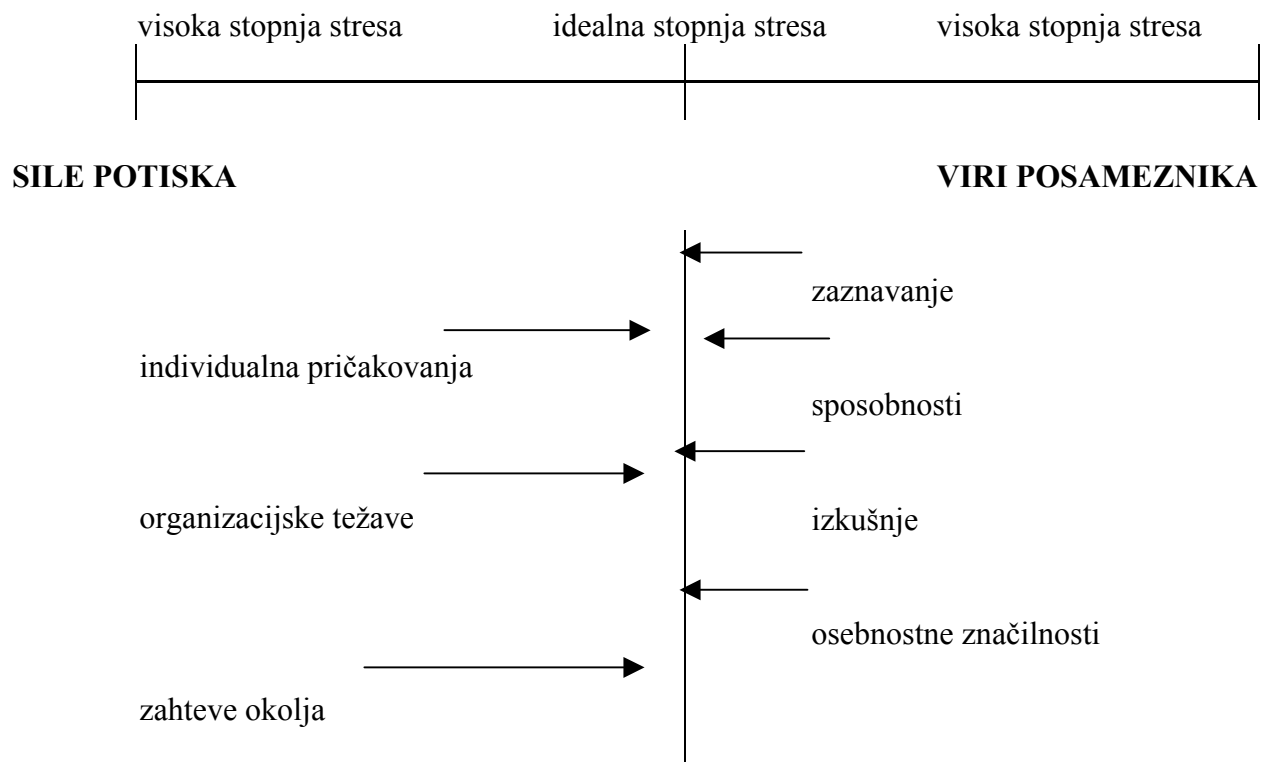 visoka stopnja stresa idealna stopnja stresa visoka stopnja stresa
SILE POTISKA VIRI POSAMEZNIKA
zaznavanje
individualna pričakovanja
sposobnosti
organizacijske težave izkušnje
osebnostne značilnosti
zahteve okolja